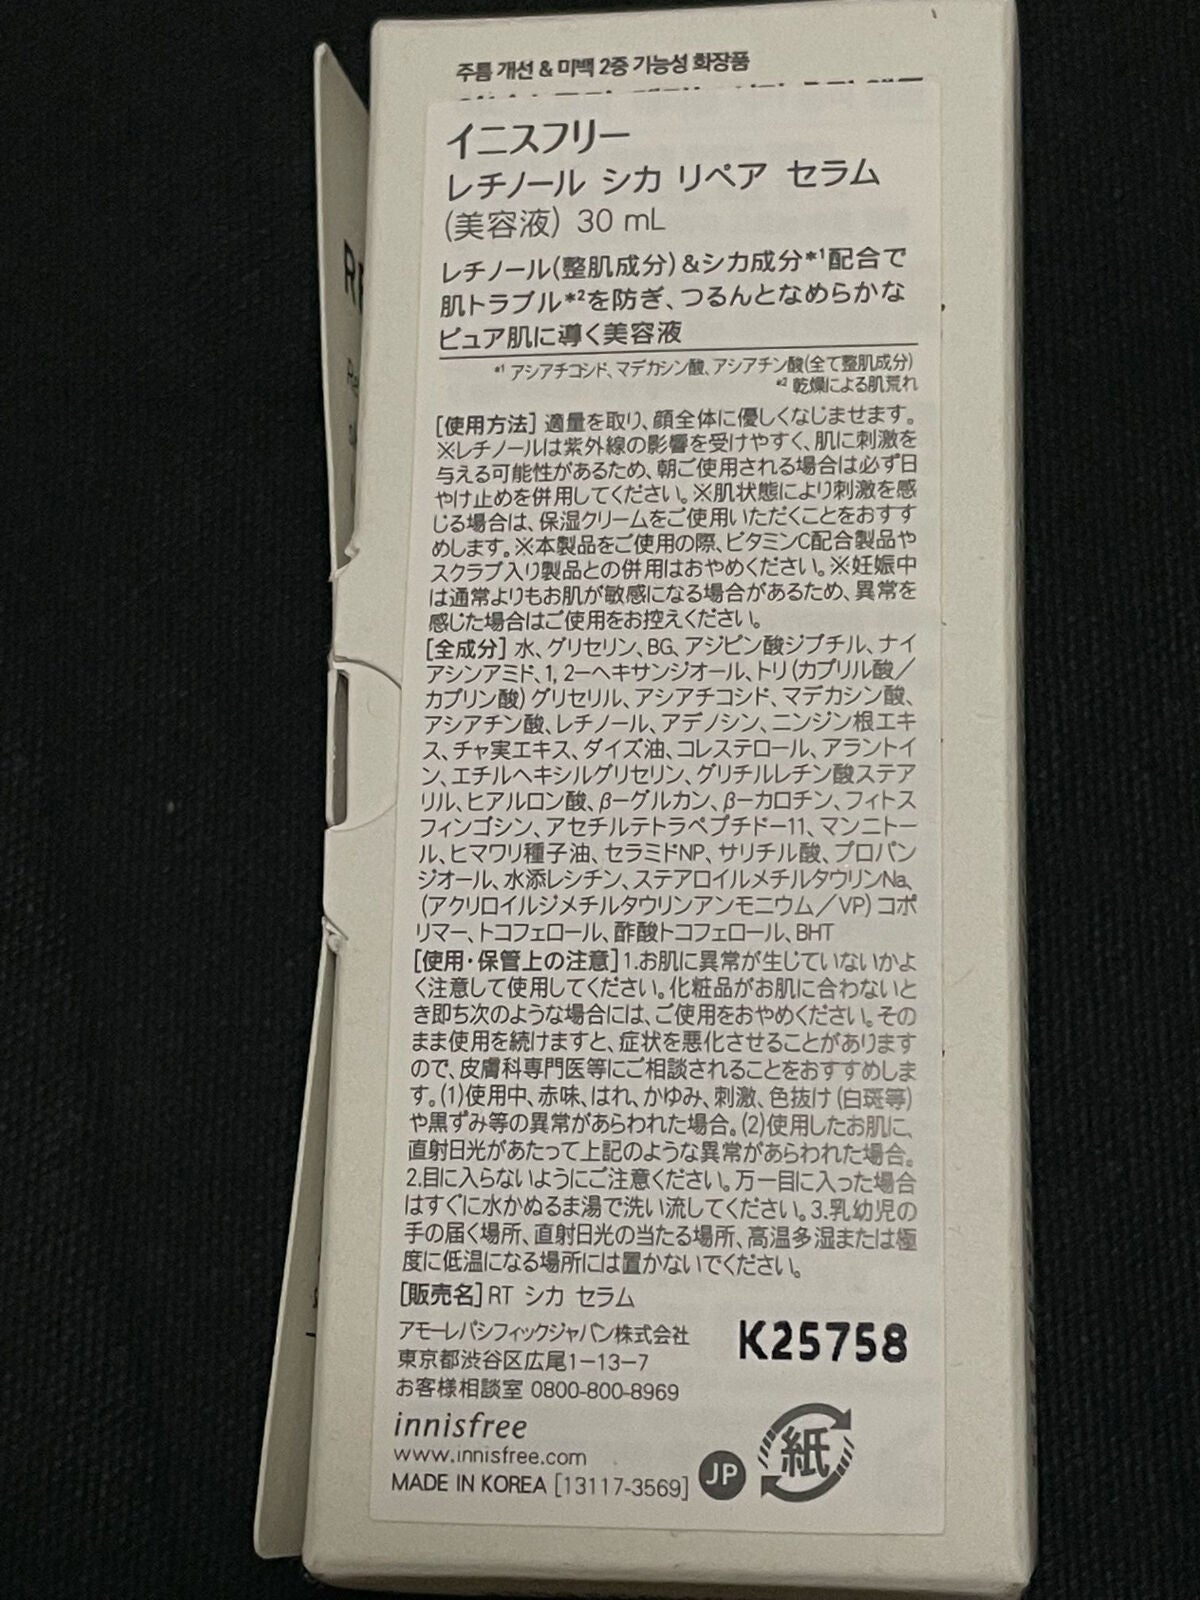 주름 개선 & 미백 2중 기능성 화장품
イニスフリー
レチノール シカ リペア セラム
(美容液) 30 mL
レチノール(整肌成分)&シカ成分*1配合で
肌トラブル*2を防ぎ、つるんとなめらかな
ピュア肌に導く美容液
*1 アシアチコシド、マデカシン酸、アシアチン酸(全て整肌成分)
*2 乾燥による肌荒れ
[使用方法] 適量を取り、顔全体に優しくなじませます。
※レチノールは紫外線の影響を受けやすく、肌に刺激を
与える可能性があるため、朝ご使用される場合は必ず日
やけ止めを併用してください。※肌状態により刺激を感
じる場合は、保湿クリームをご使用いただくことをおすす
めします。※本製品をご使用の際、ビタミンC配合製品や
スクラブ入り製品との併用はおやめください。※妊娠中
は通常よりもお肌が敏感になる場合があるため、異常を
感じた場合はご使用をお控えください。
[全成分] 水、グリセリン、BG、アジピン酸ジブチル、ナイ
アシンアミド、1, 2-ヘキサンジオール、トリ(カプリル酸/
カプリン酸)グリセリル、アシアチコシド、マデカシン酸、
アシアチン酸、レチノール、アデノシン、ニンジン根エキ
ス、チャ実エキス、ダイズ油、コレステロール、アラントイ
ン、エチルヘキシルグリセリン、グリチルレチン酸ステア
リル、ヒアルロン酸、β-グルカン、β-カロチン、フィトス
フィンゴシン、アセチルテトラペプチド-11、マンニトー
ル、ヒマワリ種子油、セラミドNP、サリチル酸、プロパン
ジオール、水添レシチン、ステアロイルメチルタウリンNa、
(アクリロイルジメチルタウリンアンモニウム/VP)コポ
リマー、トコフェロール、酢酸トコフェロール、BHT
[使用・保管上の注意]1.お肌に異常が生じていないかよ
く注意して使用してください。化粧品がお肌に合わないと
き即ち次のような場合には、ご使用をおやめください。その
まま使用を続けますと、症状を悪化させることがあります
ので、皮膚科専門医等にご相談されることをおすすめしま
す。(1)使用中、赤味、はれ、かゆみ、刺激、色抜け(白斑等)
や黒ずみ等の異常があらわれた場合。(2)使用したお肌に、
直射日光があたって上記のような異常があらわれた場合。
2.目に入らないようにご注意ください。万一目に入った場合
はすぐに水かぬるま湯で洗い流してください。3.乳幼児の
手の届く場所、直射日光の当たる場所、高温多湿または極
度に低温になる場所には置かないでください。
[販売名]RT シカ セラム
アモーレパシフィックジャパン株式会社
東京都渋谷区広尾1-13-7
お客様相談室 0800-800-8969
K25758
innisfree
www.innisfree.com
MADE IN KOREA [13117-3569]
JP
紙